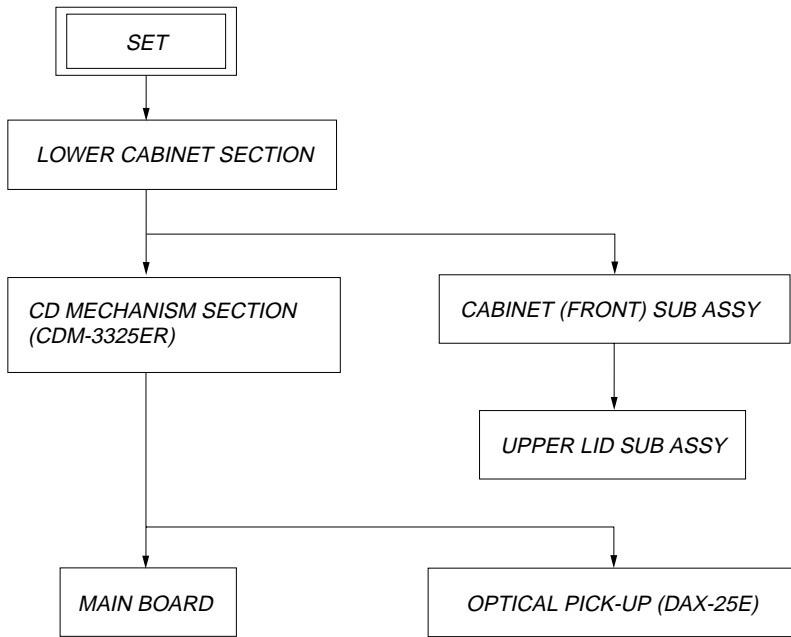 SET
LOWER CABINET SECTION
CD MECHANISM SECTION
(CDM-3325ER)
CABINET (FRONT) SUB ASSY
UPPER LID SUB ASSY
MAIN BOARD
OPTICAL PICK-UP (DAX-25E)